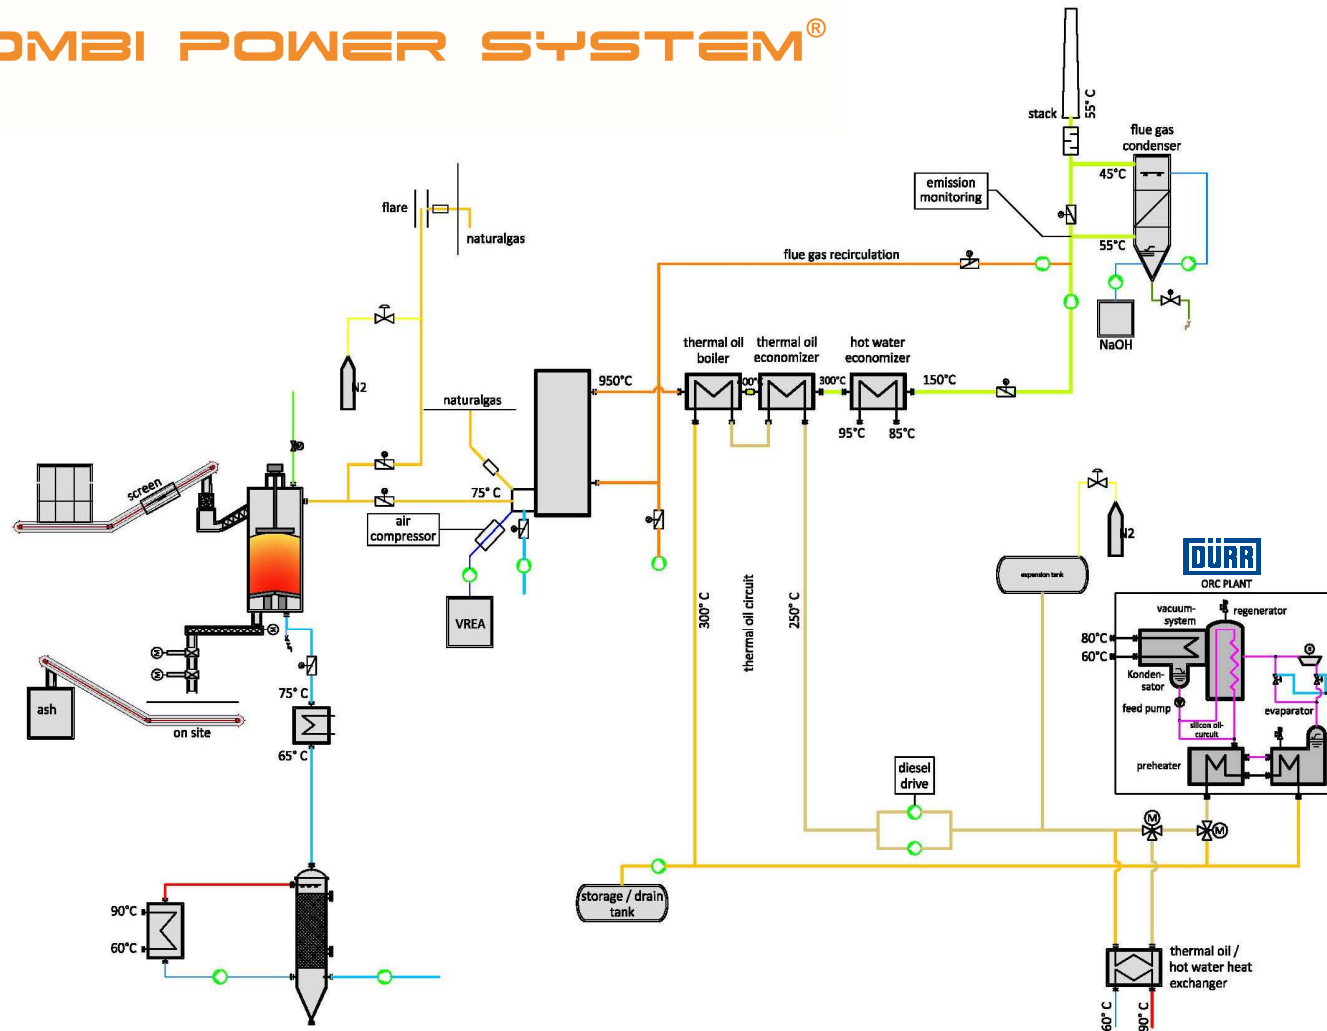 OMBI POWER SYSTEM®
stack
55° C
flue gas
condenser
45°C
emission
monitoring
55°C
flare
naturalgas
flue gas recirculation
NaOH
N2
thermal oil
boiler
thermal oil
economizer
hot water
economizer
950°C
300°C
150°C
95°C
85°C
naturalgas
75° C
screen
air
compressor
VREA
N2
expansion tank
DÜRR
ORC PLANT
300° C
thermal oil circuit
250° C
vacuum-
system
regenerator
80°C
60°C
Konden-
sator
feed pump
silicon oil-
curcuit
evaporator
preheater
M
M
M
ash
on site
75° C
65° C
diesel
drive
M
M
storage / drain
tank
90°C
60°C
thermal oil /
hot water heat
exchanger
60° C
90° C